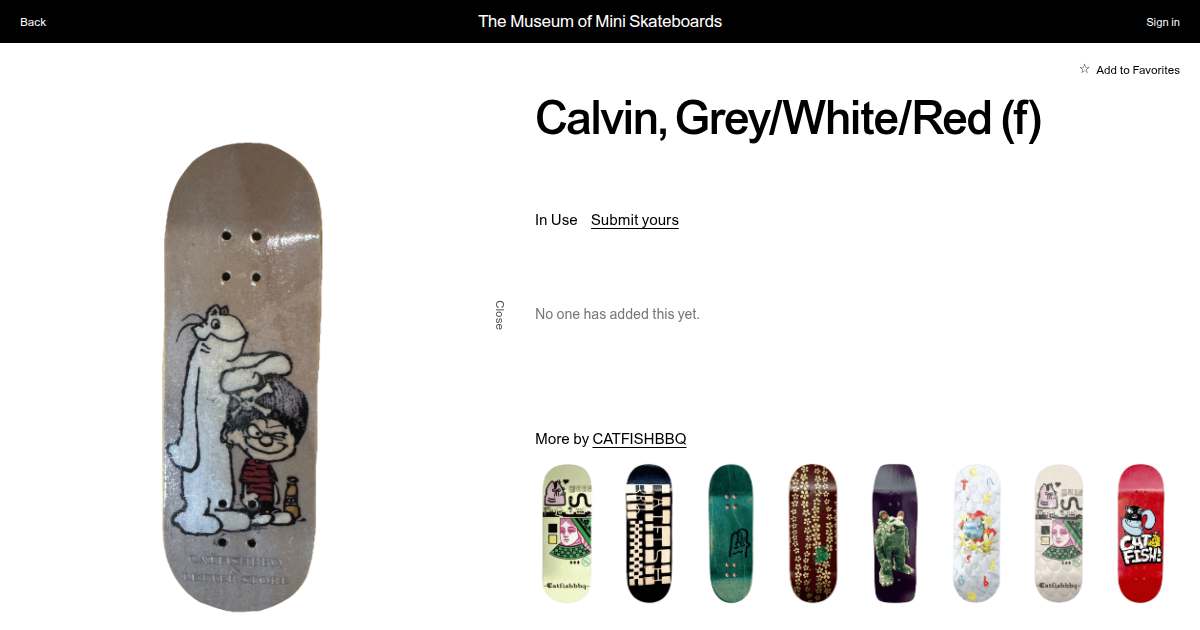 Back
The Museum of Mini Skateboards
Sign in
☆ Add to Favorites
Calvin, Grey/White/Red (f)
In Use Submit yours
Close
No one has added this yet.
CATFISHBBQ
More by CATFISHBBQ
Catfishbbq
CAT
FISH!
Catfishbbq